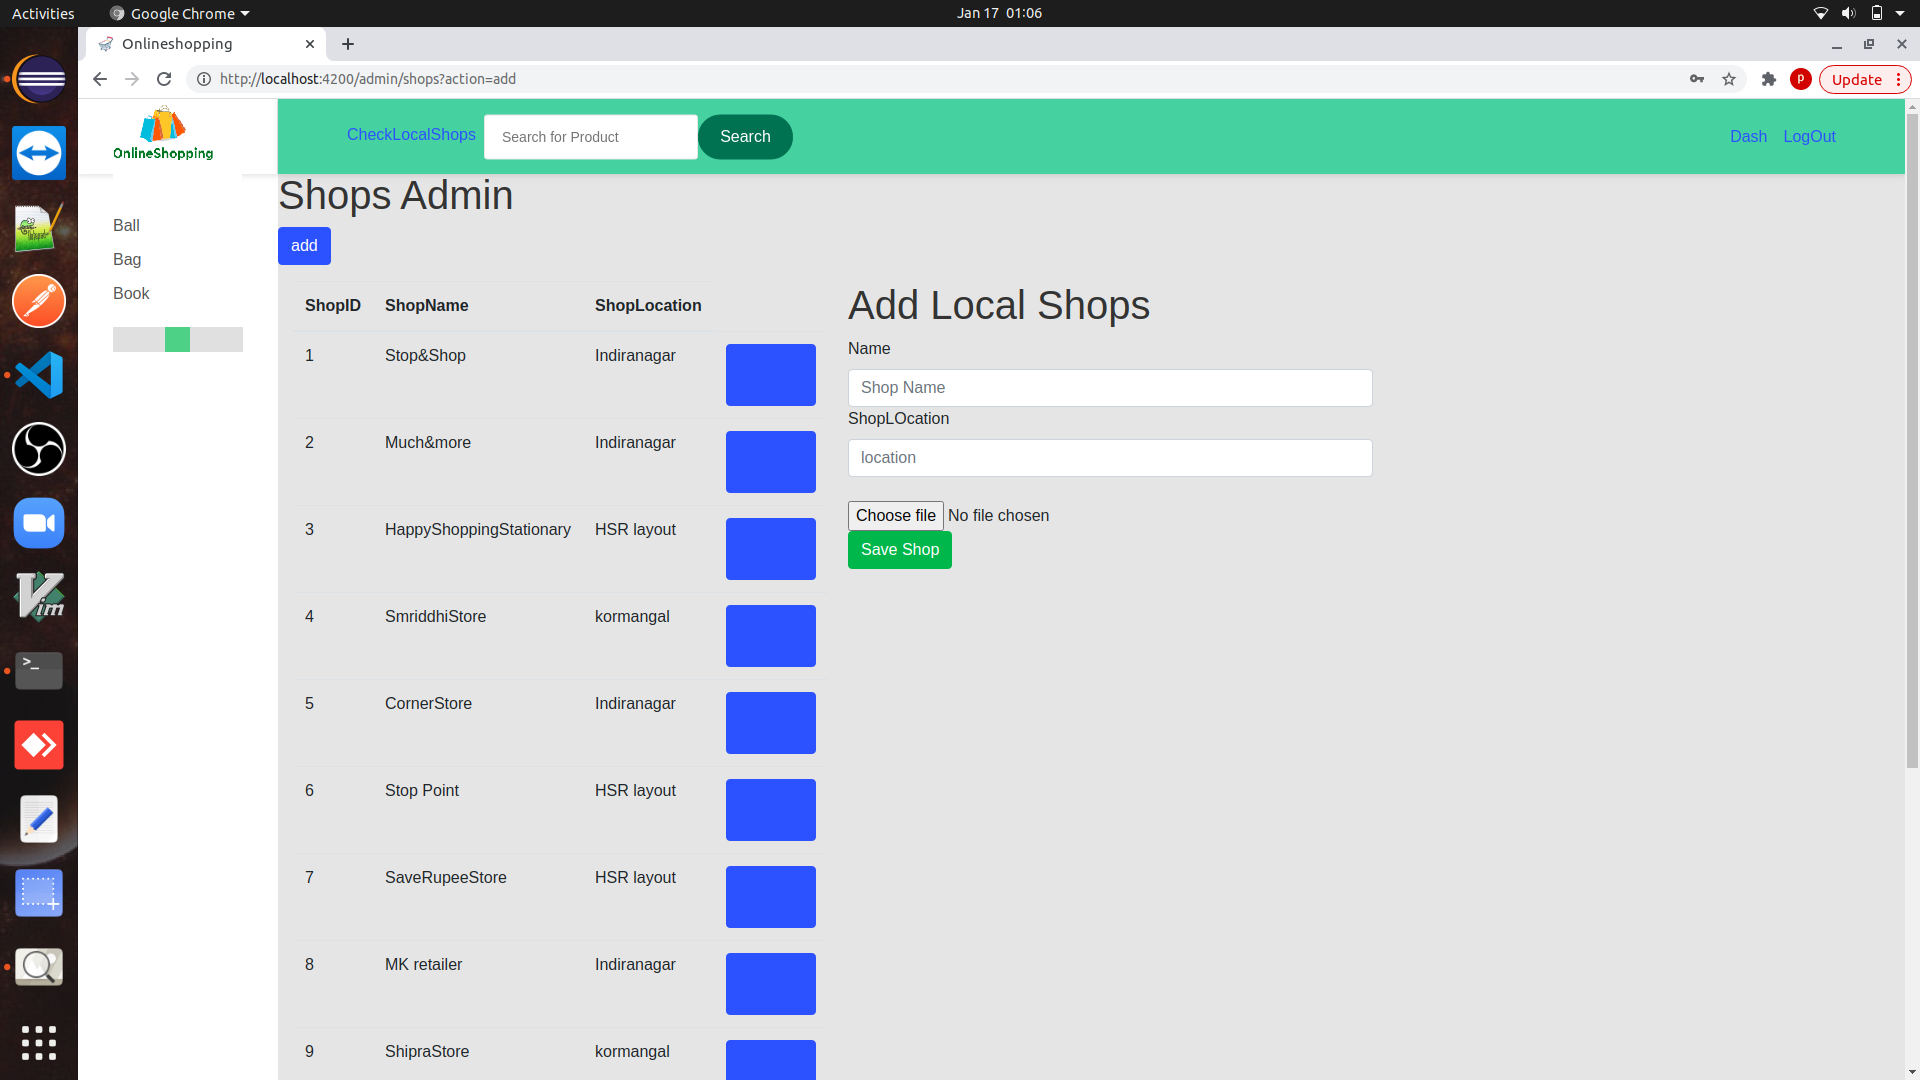 Activities Google Chrome Jan 17 01:06
Onlineshopping
http://localhost:4200/admin/shops?action=add P Update
OnlineShopping CheckLocalShops Search for Product Search Dash LogOut
Shops Admin
Ball add
Bag
Book
ShopID ShopName ShopLocation
1 Stop&Shop Indiranagar
2 Much&more Indiranagar
3 HappyShoppingStationary HSR layout
4 SmriddhiStore kormangal
5 CornerStore Indiranagar
6 Stop Point HSR layout
7 SaveRupeeStore HSR layout
8 MK retailer Indiranagar
9 ShipraStore kormangal
Add Local Shops
Name
Shop Name
ShopLOcation
location
Choose file No file chosen
Save Shop
Vim
>_